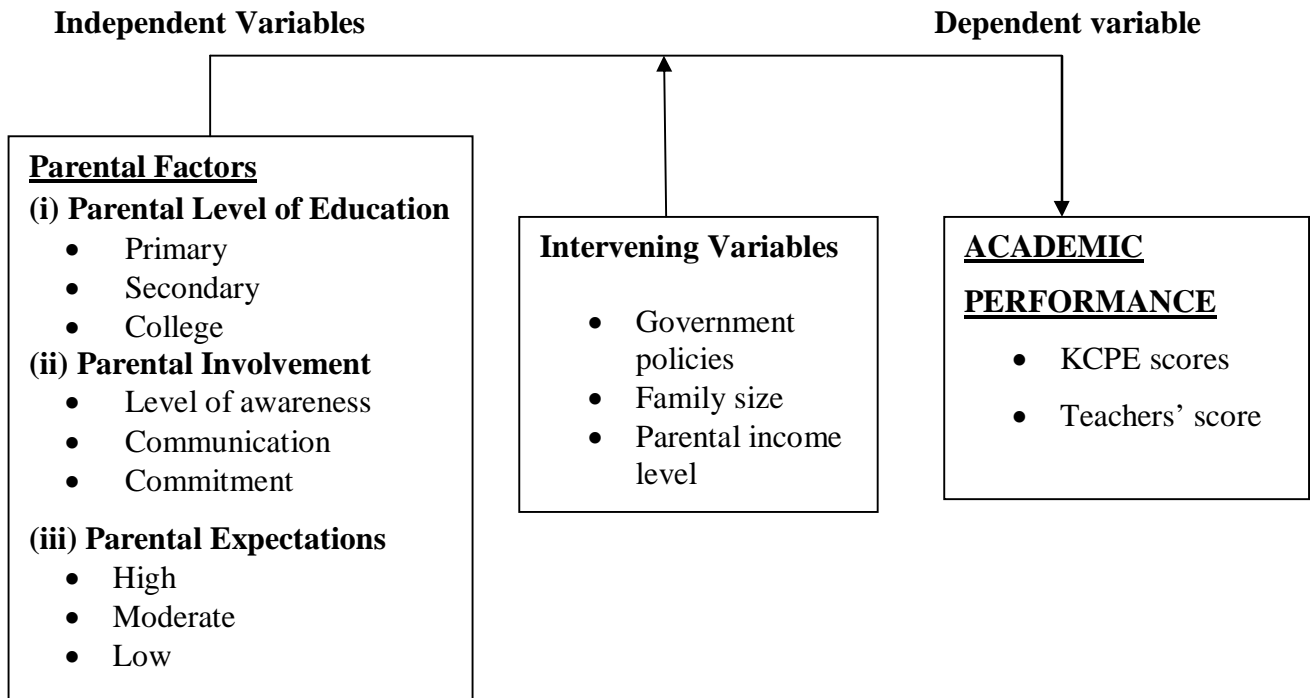 Independent Variables
Dependent variable
Parental Factors
(i) Parental Level of Education
• Primary
• Secondary
• College
(ii) Parental Involvement
• Level of awareness
• Communication
• Commitment
(iii) Parental Expectations
• High
• Moderate
• Low
Intervening Variables
• Government
policies
• Family size
• Parental income
level
ACADEMIC
PERFORMANCE
• KCPE scores
• Teachers’ score